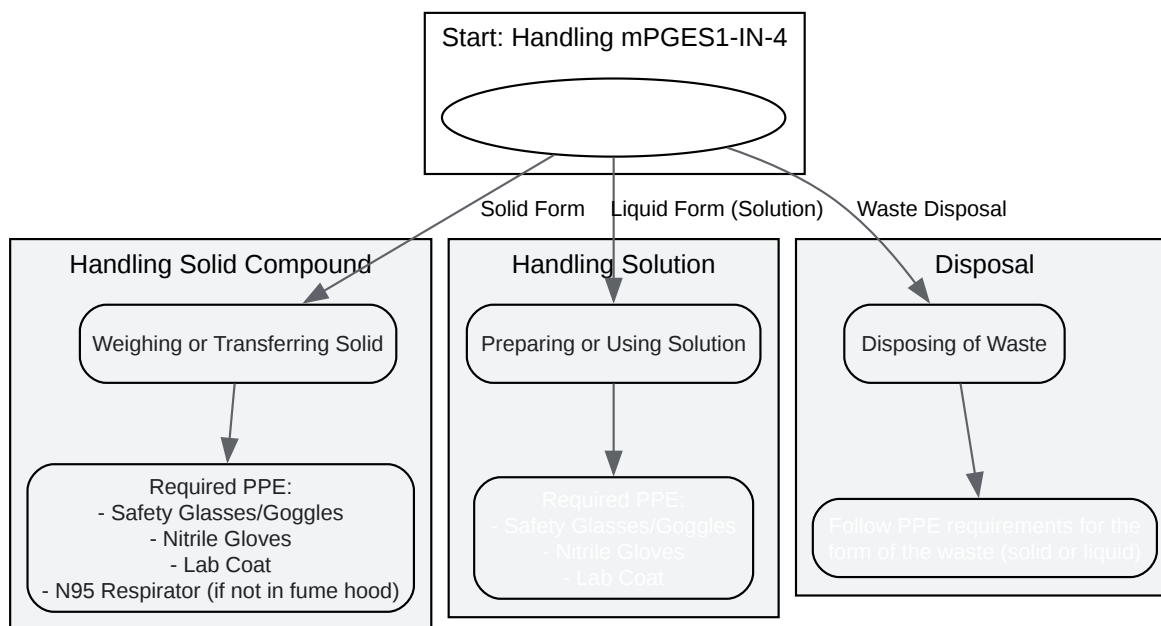 Start: Handling mPGES1-IN-4
Solid Form
Liquid Form (Solution)
Waste Disposal
Handling Solid Compound
Weighing or Transferring Solid
Required PPE:
- Safety Glasses/Goggles
- Nitrile Gloves
- Lab Coat
- N95 Respirator (if not in fume hood)
Handling Solution
Preparing or Using Solution
Required PPE:
- Safety Glasses/Goggles
- Nitrile Gloves
- Lab Coat
Disposal
Disposing of Waste
Follow PPE requirements for the
form of the waste (solid or liquid)